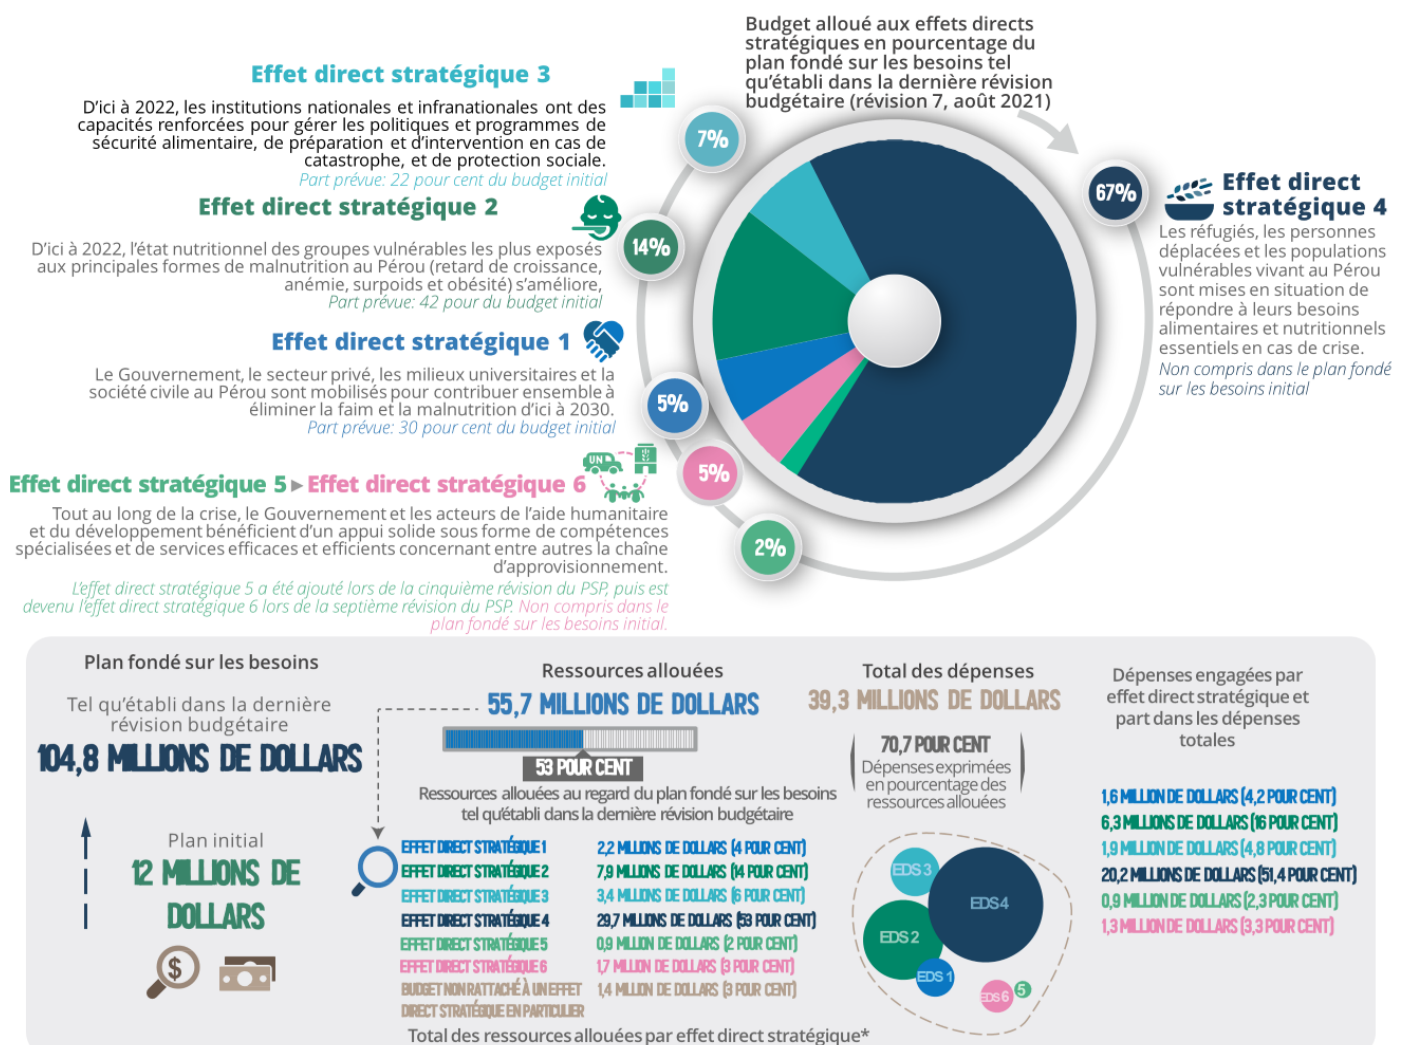 Budget alloué aux effets directs
stratégiques en pourcentage du
plan fondé sur les besoins tel
qu'établi dans la dernière révision
budgétaire (révision 7, août 2021)
Effet direct stratégique 3
D'ici à 2022, les institutions nationales et infranationales ont des
capacités renforcées pour gérer les politiques et programmes de
sécurité alimentaire, de préparation et d'intervention en cas de
catastrophe, et de protection sociale.
Part prévue: 22 pour cent du budget initial
7%
Effet direct stratégique 2
D'ici à 2022, l'état nutritionnel des groupes vulnérables les plus exposés
aux principales formes de malnutrition au Pérou (retard de croissance,
anémie, surpoids et obésité) s'améliore,
Part prévue: 42 pour du budget initial
14%
Effet direct stratégique 1
Le Gouvernement, le secteur privé, les milieux universitaires et la
société civile au Pérou sont mobilisés pour contribuer ensemble à
éliminer la faim et la malnutrition d'ici à 2030.
Part prévue: 30 pour cent du budget initial
5%
UN
Effet direct stratégique 5 ▸ Effet direct stratégique 6
5%
Tout au long de la crise, le Gouvernement et les acteurs de l'aide humanitaire
et du développement bénéficient d'un appui solide sous forme de compétences
spécialisées et de services efficaces et efficients concernant entre autres la chaîne
d'approvisionnement.
L'effet direct stratégique 5 a été ajouté lors de la cinquième révision du PSP, puis est
devenu l'effet direct stratégique 6 lors de la septième révision du PSP. Non compris dans le
plan fondé sur les besoins initial.
2%
67%
Effet direct
stratégique 4
Les réfugiés, les personnes
déplacées et les populations
vulnérables vivant au Pérou
sont mises en situation de
répondre à leurs besoins
alimentaires et nutritionnels
essentiels en cas de crise.
Non compris dans le plan fondé
sur les besoins initial
Plan fondé sur les besoins
Tel qu'établi dans la dernière
révision budgétaire
104,8 MILLIONS DE DOLLARS
Plan initial
12 MILLIONS DE
DOLLARS
$
Ressources allouées
55,7 MILLIONS DE DOLLARS
53 POUR CENT
Ressources allouées au regard du plan fondé sur les besoins
tel qu'établi dans la dernière révision budgétaire
EFFET DIRECT STRATÉGIQUE 1 2,2 MILLIONS DE DOLLARS (4 POUR CENT)
EFFET DIRECT STRATÉGIQUE 2 7,9 MILLIONS DE DOLLARS (14 POUR CENT)
EFFET DIRECT STRATÉGIQUE 3 3,4 MILLIONS DE DOLLARS (6 POUR CENT)
EFFET DIRECT STRATÉGIQUE 4 29,7 MILLIONS DE DOLLARS (53 POUR CENT)
EFFET DIRECT STRATÉGIQUE 5 0,9 MILLION DE DOLLARS (2 POUR CENT)
EFFET DIRECT STRATÉGIQUE 6 1,7 MILLION DE DOLLARS (3 POUR CENT)
BUDGET NON RATTACHÉ À UN EFFET 1,4 MILLION DE DOLLARS (3 POUR CENT)
DIRECT STRATÉGIQUE EN PARTICULIER
Total des ressources allouées par effet direct stratégique*
Total des dépenses
39,3 MILLIONS DE DOLLARS
70,7 POUR CENT
Dépenses exprimées
en pourcentage des
ressources allouées
EDS 3
EDS4
EDS 2
EDS 1
EDS 6
5
Dépenses engagées par
effet direct stratégique et
part dans les dépenses
totales
1,6 MILLION DE DOLLARS (4,2 POUR CENT)
6,3 MILLIONS DE DOLLARS (16 POUR CENT)
1,9 MILLION DE DOLLARS (4,8 POUR CENT)
20,2 MILLIONS DE DOLLARS (51,4 POUR CENT)
0,9 MILLION DE DOLLARS (2,3 POUR CENT)
1,3 MILLION DE DOLLARS (3,3 POUR CENT)